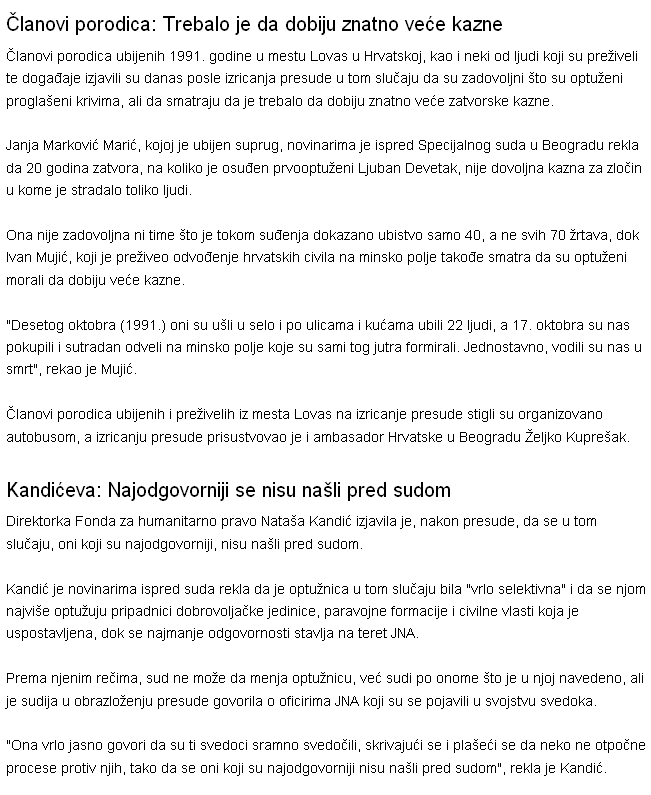 Članovi porodica: Trebalo je da dobiju znatno veće kazne
Članovi porodica ubijenih 1991. godine u mestu Lovas u Hrvatskoj, kao i neki od ljudi koji su preživeli
te događaje izjavili su danas posle izricanja presude u tom slučaju da su zadovoljni što su optuženi
proglašeni krivima, ali da smatraju da je trebalo da dobiju znatno veće zatvorske kazne.
Janja Marković Marić, kojoj je ubijen suprug, novinarima je ispred Specijalnog suda u Beogradu rekla
da 20 godina zatvora, na koliko je osuđen prvooptuženi Ljuban Devetak, nije dovoljna kazna za zločin
u kome je stradalo toliko ljudi.
Ona nije zadovoljna ni time što je tokom suđenja dokazano ubistvo samo 40, a ne svih 70 žrtava, dok
Ivan Mujić, koji je preživeo odvođenje hrvatskih civila na minsko polje takođe smatra da su optuženi
morali da dobiju veće kazne.
"Desetog oktobra (1991.) oni su ušli u selo i po ulicama i kućama ubili 22 ljudi, a 17. oktobra su nas
pokupili i sutradan odveli na minsko polje koje su sami tog jutra formirali. Jednostavno, vodili su nas u
smrt", rekao je Mujić.
Članovi porodica ubijenih i preživelih iz mesta Lovas na izricanje presude stigli su organizovano
autobusom, a izricanju presude prisustvovao je i ambasador Hrvatske u Beogradu Željko Kuprešak.
Kandićeva: Najodgovorniji se nisu našli pred sudom
Direktorka Fonda za humanitarno pravo Nataša Kandić izjavila je, nakon presude, da se u tom
slučaju, oni koji su najodgovorniji, nisu našli pred sudom.
Kandić je novinarima ispred suda rekla da je optužnica u tom slučaju bila "vrlo selektivna" i da se njom
najviše optužuju pripadnici dobrovoljačke jedinice, paravojne formacije i civilne vlasti koja je
uspostavljena, dok se najmanje odgovornosti stavlja na teret JNA.
Prema njenim rečima, sud ne može da menja optužnicu, već sudi po onome što je u njoj navedeno, ali
je sudija u obrazloženju presude govorila o oficirima JNA koji su se pojavili u svojstvu svedoka.
"Ona vrlo jasno govori da su ti svedoci sramno svedočili, skrivajući se i plašeći se da neko ne otpočne
procese protiv njih, tako da se oni koji su najodgovorniji nisu našli pred sudom", rekla je Kandić.